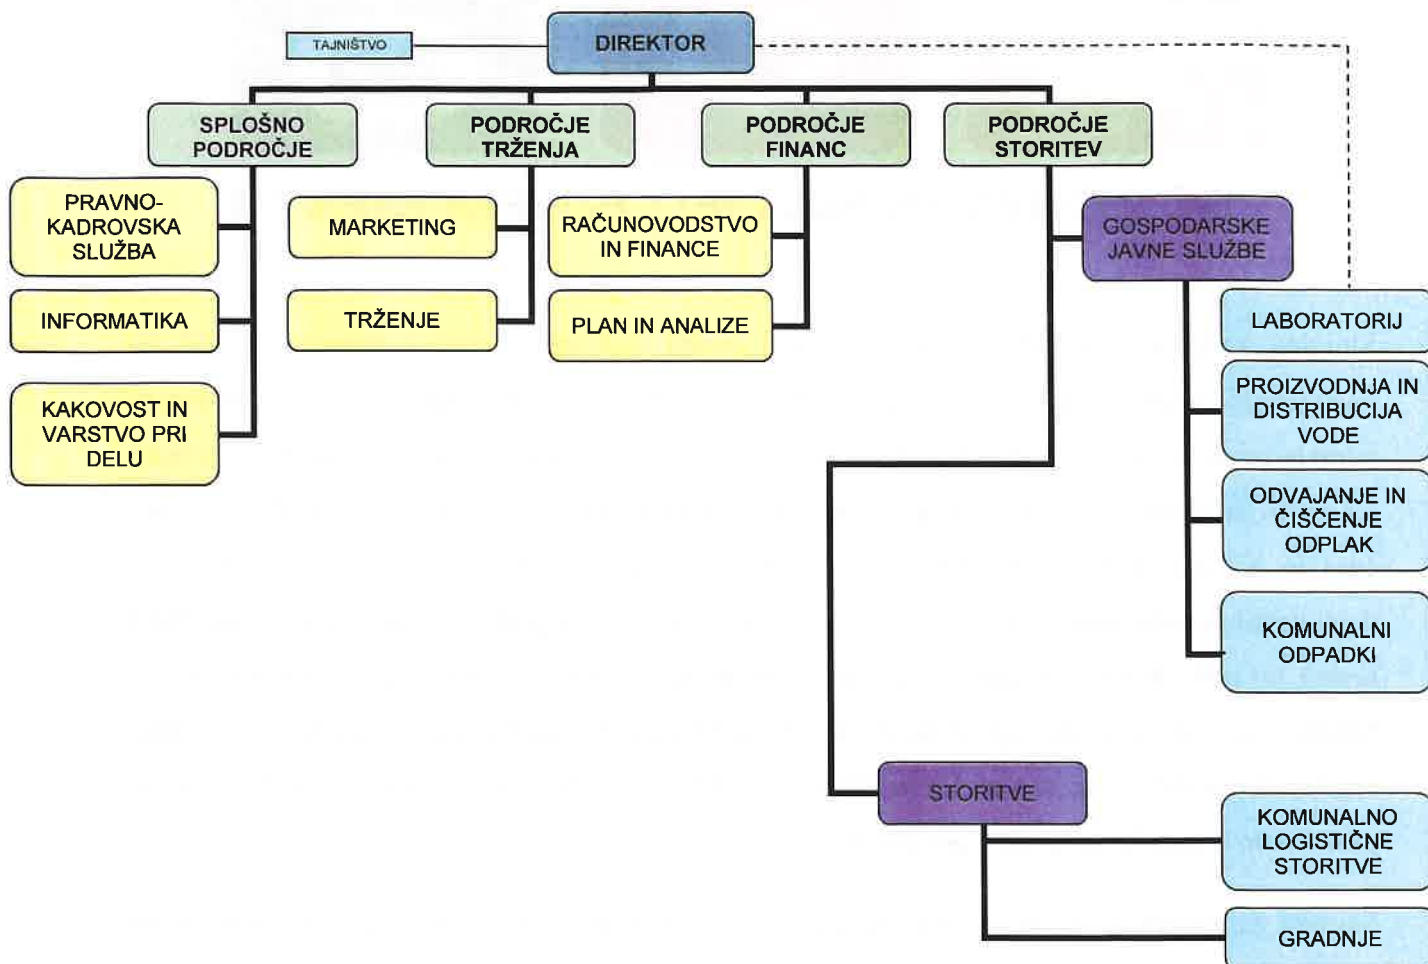 TAJNIŠTVO
DIREKTOR
SPLOŠNO
PODROČJE
PODROČJE
TRŽENJA
PODROČJE
FINANC
PODROČJE
STORITEV
PRAVNO-
KADROVSKA
SLUŽBA
INFORMATIKA
KAKOVOST IN
VARSTVO PRI
DELU
MARKETING
TRŽENJE
RAČUNOVODSTVO
IN FINANCE
PLAN IN ANALIZE
GOSPODARSKE
JAVNE SLUŽBE
LABORATORIJ
PROIZVODNJA IN
DISTRIBUCIJA
VODE
ODVAJANJE IN
ČIŠČENJE
ODPLAK
KOMUNALNI
ODPADKI
STORITVE
KOMUNALNO
LOGISTIČNE
STORITVE
GRADNJE